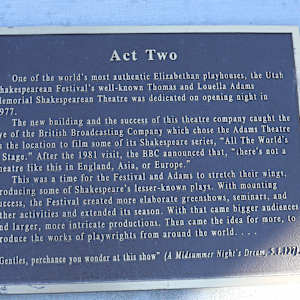 Act Two
One of the world's most authentic Elizabethan playhouses, the Utah
Shakespearean Festival's well-known Thomas and Louella Adams
Memorial Shakespearean Theatre was dedicated on opening night in
1977.
The new building and the success of this theatre company caught the
eye of the British Broadcasting Company which chose the Adams Theatre
as the location to film some of its Shakespeare series, "All The World's
A Stage." After the 1981 visit, the BBC announced that, "there's not a
theatre like this in England, Asia, or Europe."
This was a time for the Festival and Adams to stretch their wings,
producing some of Shakespeare's lesser-known plays. With mounting
success, the Festival created more elaborate greenshows, seminars, and
other activities and extended its season. With that came bigger audiences
and larger, more intricate productions. Then came the idea for more, to
produce the works of playwrights from around the world. . . .
"Gentles, perchance you wonder at this show" (A Midsummer Night's Dream, 5.1.127).